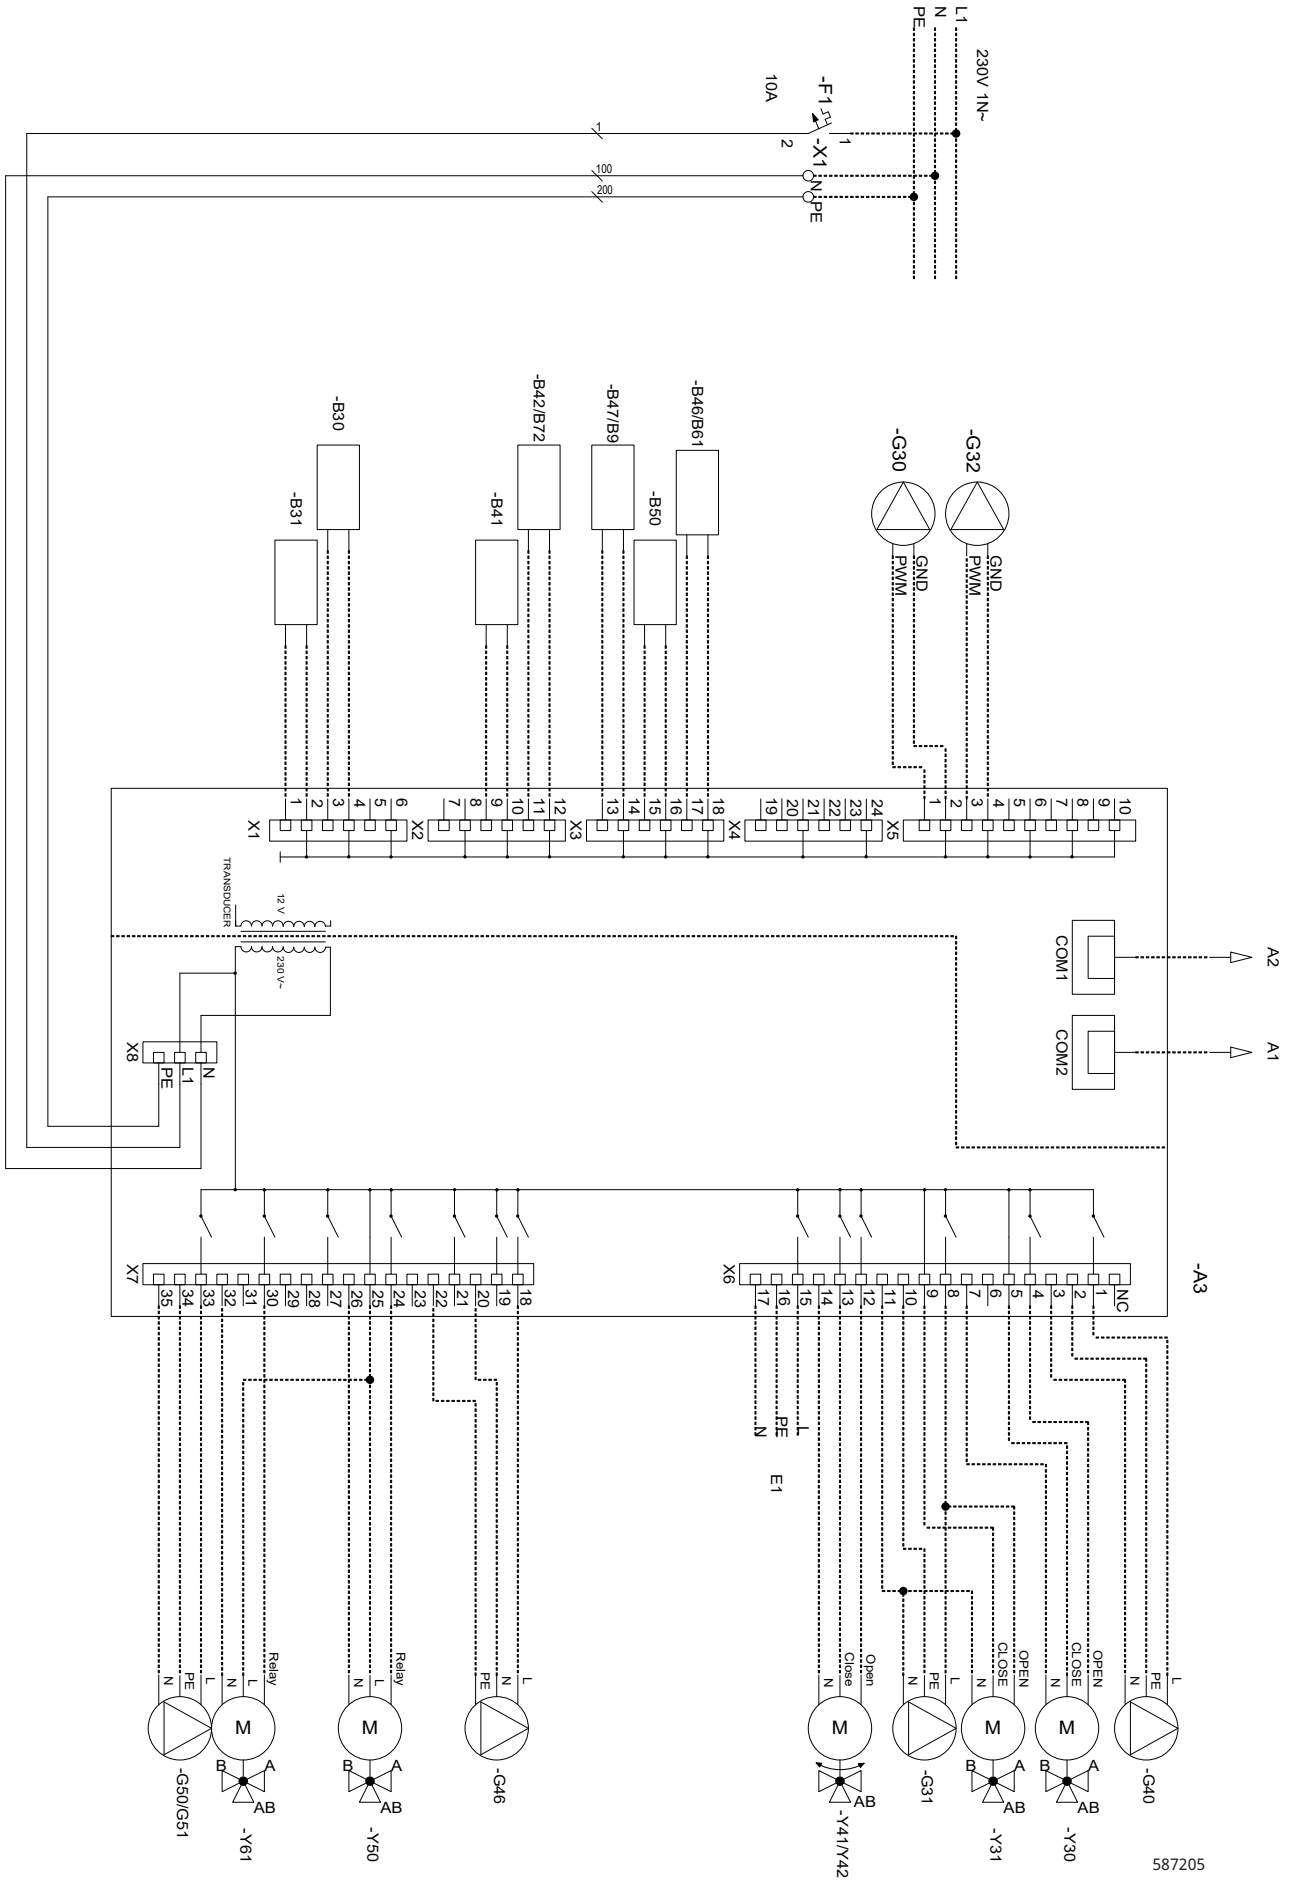 L1
N
PE
230V 1N~
-F1
10A
1
2
-X1
N
PE
1
100
200
-B30
-B31
-B42/B72
-B41
-B47/B9
-B50
-B46/B61
-G30
-G32
PWM
GND
PWM
GND
1
2
3
4
5
6
X1
7
8
9
10
11
12
X2
13
14
15
16
17
18
X3
19
20
21
22
23
24
X4
1
2
3
4
5
6
7
8
9
10
X5
TRANSDUCER
12 V
230 V~
COM1
A2
COM2
A1
X8
PE
L1
N
-A3
X7
35
34
33
32
31
30
29
28
27
26
25
24
23
22
21
20
19
18
X6
17
16
15
14
13
12
11
10
9
8
7
6
5
4
3
2
1
NC
N
PE
L
E1
N
PE
L
-G50/G51
N
L
Relay
M
B
A
AB
-Y61
N
L
Relay
M
B
A
AB
-Y50
PE
N
L
-G46
N
Close
Open
M
AB
-Y41/Y42
N
PE
L
-G31
N
CLOSE
OPEN
M
B
A
AB
-Y31
N
CLOSE
OPEN
M
B
A
AB
-Y30
N
PE
L
-G40
587205